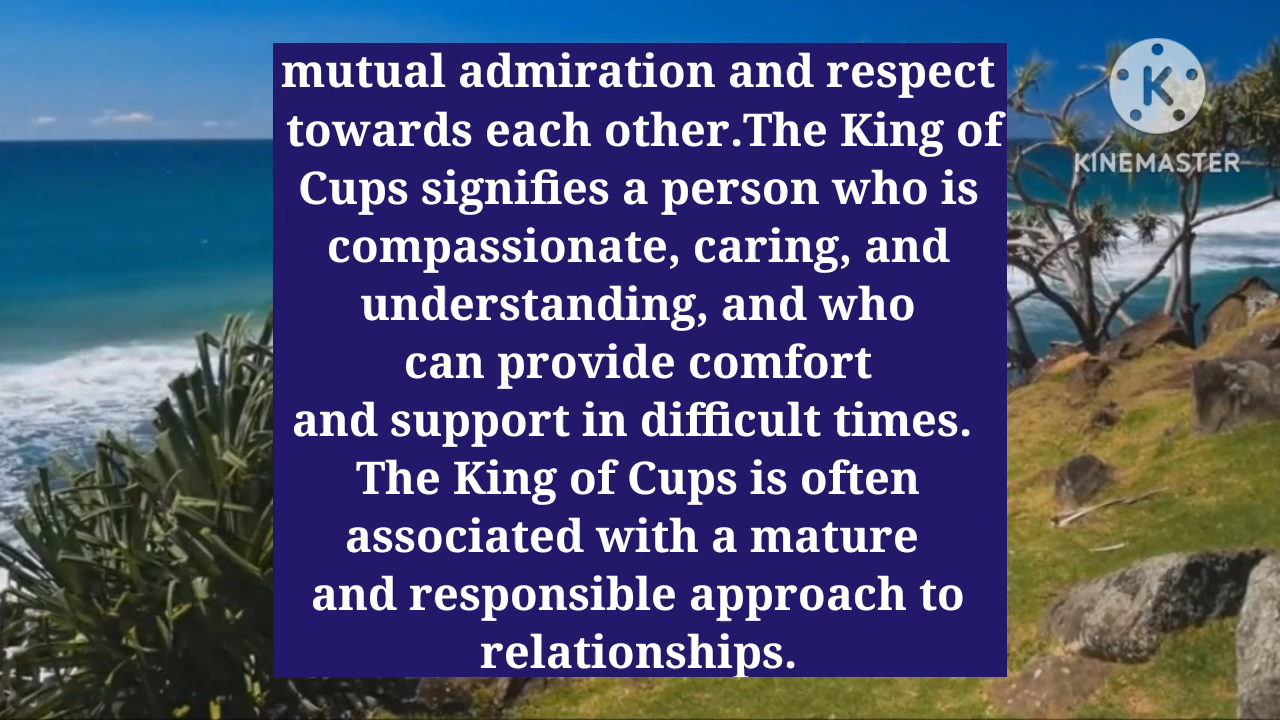 mutual admiration and respect
towards each other.The King of
Cups signifies a person who is
compassionate, caring, and
understanding, and who
can provide comfort
and support in difficult times.
The King of Cups is often
associated with a mature
and responsible approach to
relationships.
K
KINEMASTER